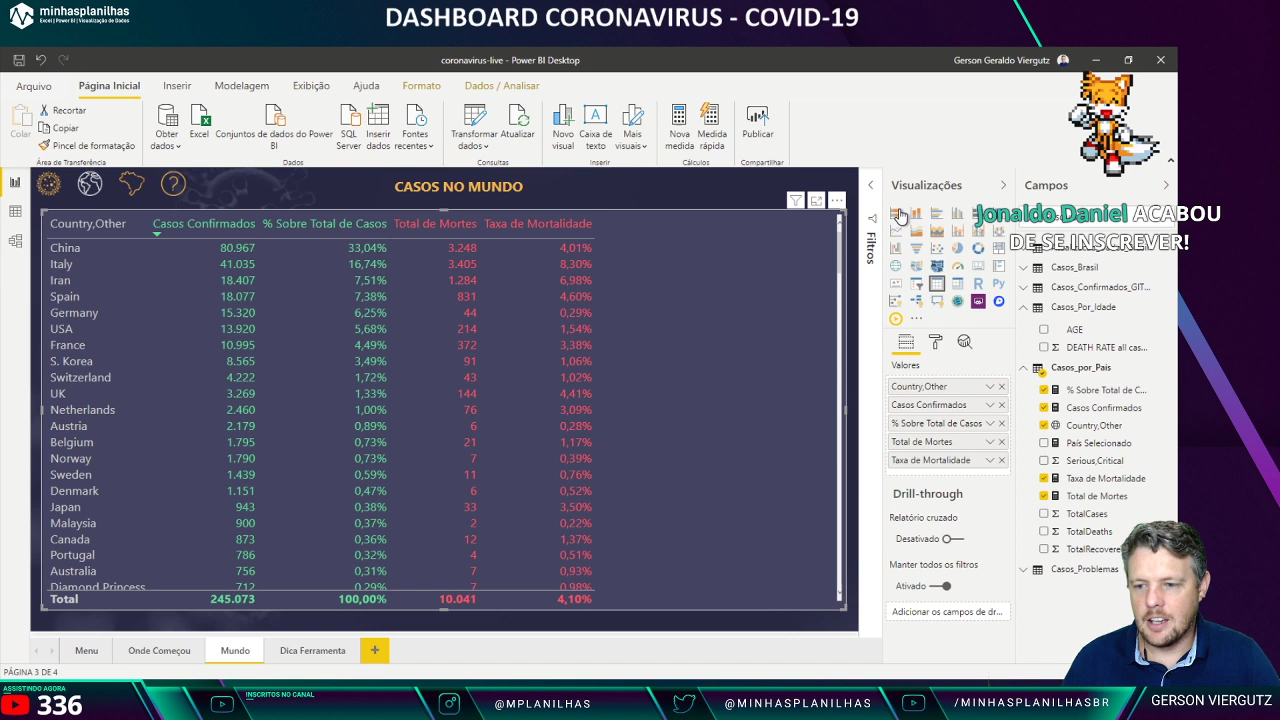 minhasplanilhas
Excel | Power BI | Visualização de Dados
DASHBOARD CORONAVIRUS - COVID-19
coronavirus-live - Power BI Desktop
Gerson Geraldo Viergutz
Arquivo
Página Inicial
Inserir
Modelagem
Exibição
Ajuda
Formato
Dados / Analisar
Colar
Recortar
Copiar
Pincel de formatação
Área de Transferência
Obter dados
Excel
Conjuntos de dados do Power BI
SQL Server
Inserir dados
Fontes recentes
Dados
Transformar dados
Atualizar
Consultas
Novo visual
Caixa de texto
Mais visuais
Inserir
Nova medida
Medida rápida
Cálculos
Publicar
Compartilhar
CASOS NO MUNDO
Country,Other Casos Confirmados % Sobre Total de Casos Total de Mortes Taxa de Mortalidade
China 80.967 33,04% 3.248 4,01%
Italy 41.035 16,74% 3.405 8,30%
Iran 18.407 7,51% 1.284 6,98%
Spain 18.077 7,38% 831 4,60%
Germany 15.320 6,25% 44 0,29%
USA 13.920 5,68% 214 1,54%
France 10.995 4,49% 372 3,38%
S. Korea 8.565 3,49% 91 1,06%
Switzerland 4.222 1,72% 43 1,02%
UK 3.269 1,33% 144 4,41%
Netherlands 2.460 1,00% 76 3,09%
Austria 2.179 0,89% 6 0,28%
Belgium 1.795 0,73% 21 1,17%
Norway 1.790 0,73% 7 0,39%
Sweden 1.439 0,59% 11 0,76%
Denmark 1.151 0,47% 6 0,52%
Japan 943 0,38% 33 3,50%
Malaysia 900 0,37% 2 0,22%
Canada 873 0,36% 12 1,37%
Portugal 786 0,32% 4 0,51%
Australia 756 0,31% 7 0,93%
Diamond Princess 712 0,29% 7 0,98%
Total 245.073 100,00% 10.041 4,10%
Filtros
Visualizações
R
Py
Valores
Country,Other
Casos Confirmados
% Sobre Total de Casos
Total de Mortes
Taxa de Mortalidade
Drill-through
Relatório cruzado
Desativado
Manter todos os filtros
Ativado
Adicionar os campos de dr...
Campos
Jonaldo Daniel ACABOU
DE SE INSCREVER!
Casos_Brasil
Casos_Confirmados_GIT...
Casos_Por_Idade
AGE
DEATH RATE all cas...
Casos_por_Pais
% Sobre Total de C...
Casos Confirmados
Country,Other
País Selecionado
Serious,Critical
Taxa de Mortalidade
Total de Mortes
TotalCases
TotalDeaths
TotalRecovere
Casos_Problemas
Menu
Onde Começou
Mundo
Dica Ferramenta
+
PÁGINA 3 DE 4
ASSISTINDO AGORA
336
INSCRITOS NO CANAL
@MPLANILHAS
@MINHASPLANILHAS
/MINHASPLANILHASBR
GERSON VIERGUTZ